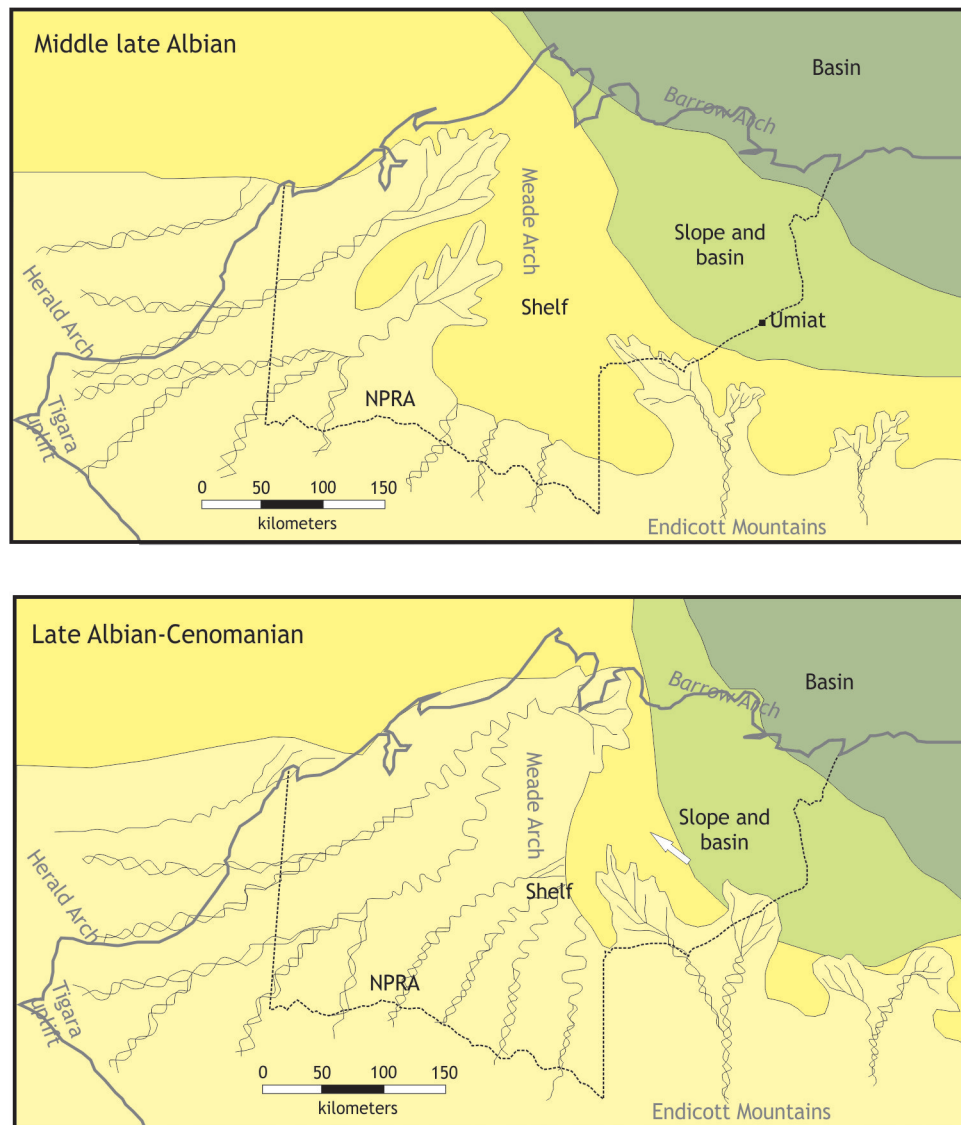 Middle late Albian
Basin
Barrow Arch
Meade Arch
Slope and
basin
Herald Arch
Shelf
Umiat
Tigara
uplift
NPRA
0 50 100 150
kilometers
Endicott Mountains
Late Albian-Cenomanian
Basin
Barrow Arch
Meade Arch
Slope and
basin
Herald Arch
Shelf
Tigara
uplift
NPRA
0 50 100 150
kilometers
Endicott Mountains